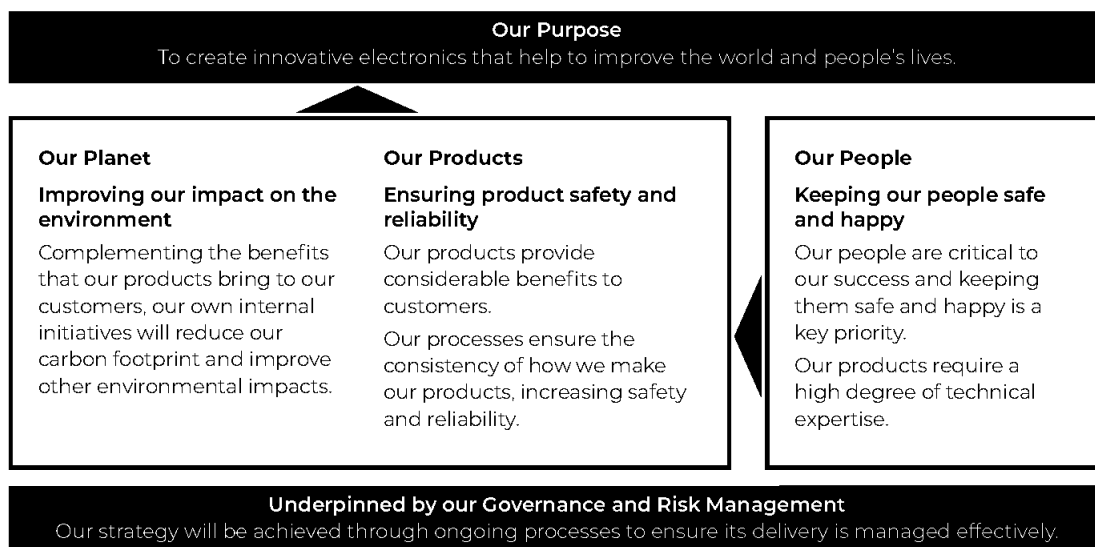 Our Purpose
To create innovative electronics that help to improve the world and people's lives.
Our Planet
Improving our impact on the
environment
Complementing the benefits
that our products bring to our
customers, our own internal
initiatives will reduce our
carbon footprint and improve
other environmental impacts.
Our Products
Ensuring product safety and
reliability
Our products provide
considerable benefits to
customers.
Our processes ensure the
consistency of how we make
our products, increasing safety
and reliability.
Our People
Keeping our people safe
and happy
Our people are critical to
our success and keeping
them safe and happy is a
key priority.
Our products require a
high degree of technical
expertise.
Underpinned by our Governance and Risk Management
Our strategy will be achieved through ongoing processes to ensure its delivery is managed effectively.